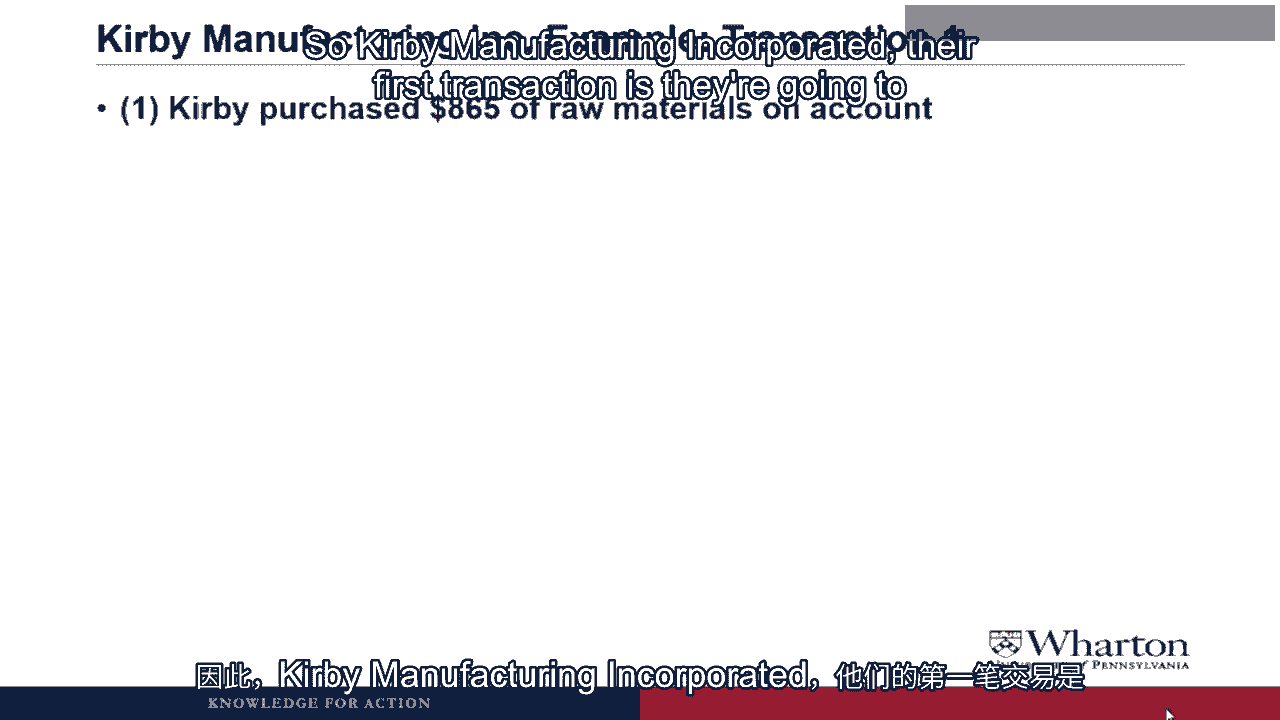 Kirby Manufacturing Inc. Example: Transaction 1
So Kirby Manufacturing Incorporated, their
first transaction is they're going to
• (1) Kirby purchased $865 of raw materials on account
Wharton
University of Pennsylvania
因此，Kirby Manufacturing Incorporated，他们的第一笔交易是
KNOWLEDGE FOR ACTION